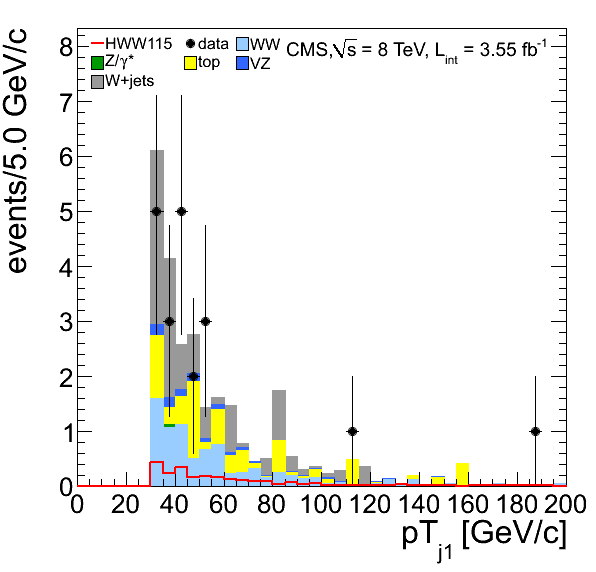 HWW115 data WW CMS,√s = 8 TeV, Lint = 3.55 fb-1
Z/γ* top VZ
W+jets
events/5.0 GeV/c
8
7
6
5
4
3
2
1
0
0 20 40 60 80 100 120 140 160 180 200
pTj1 [GeV/c]